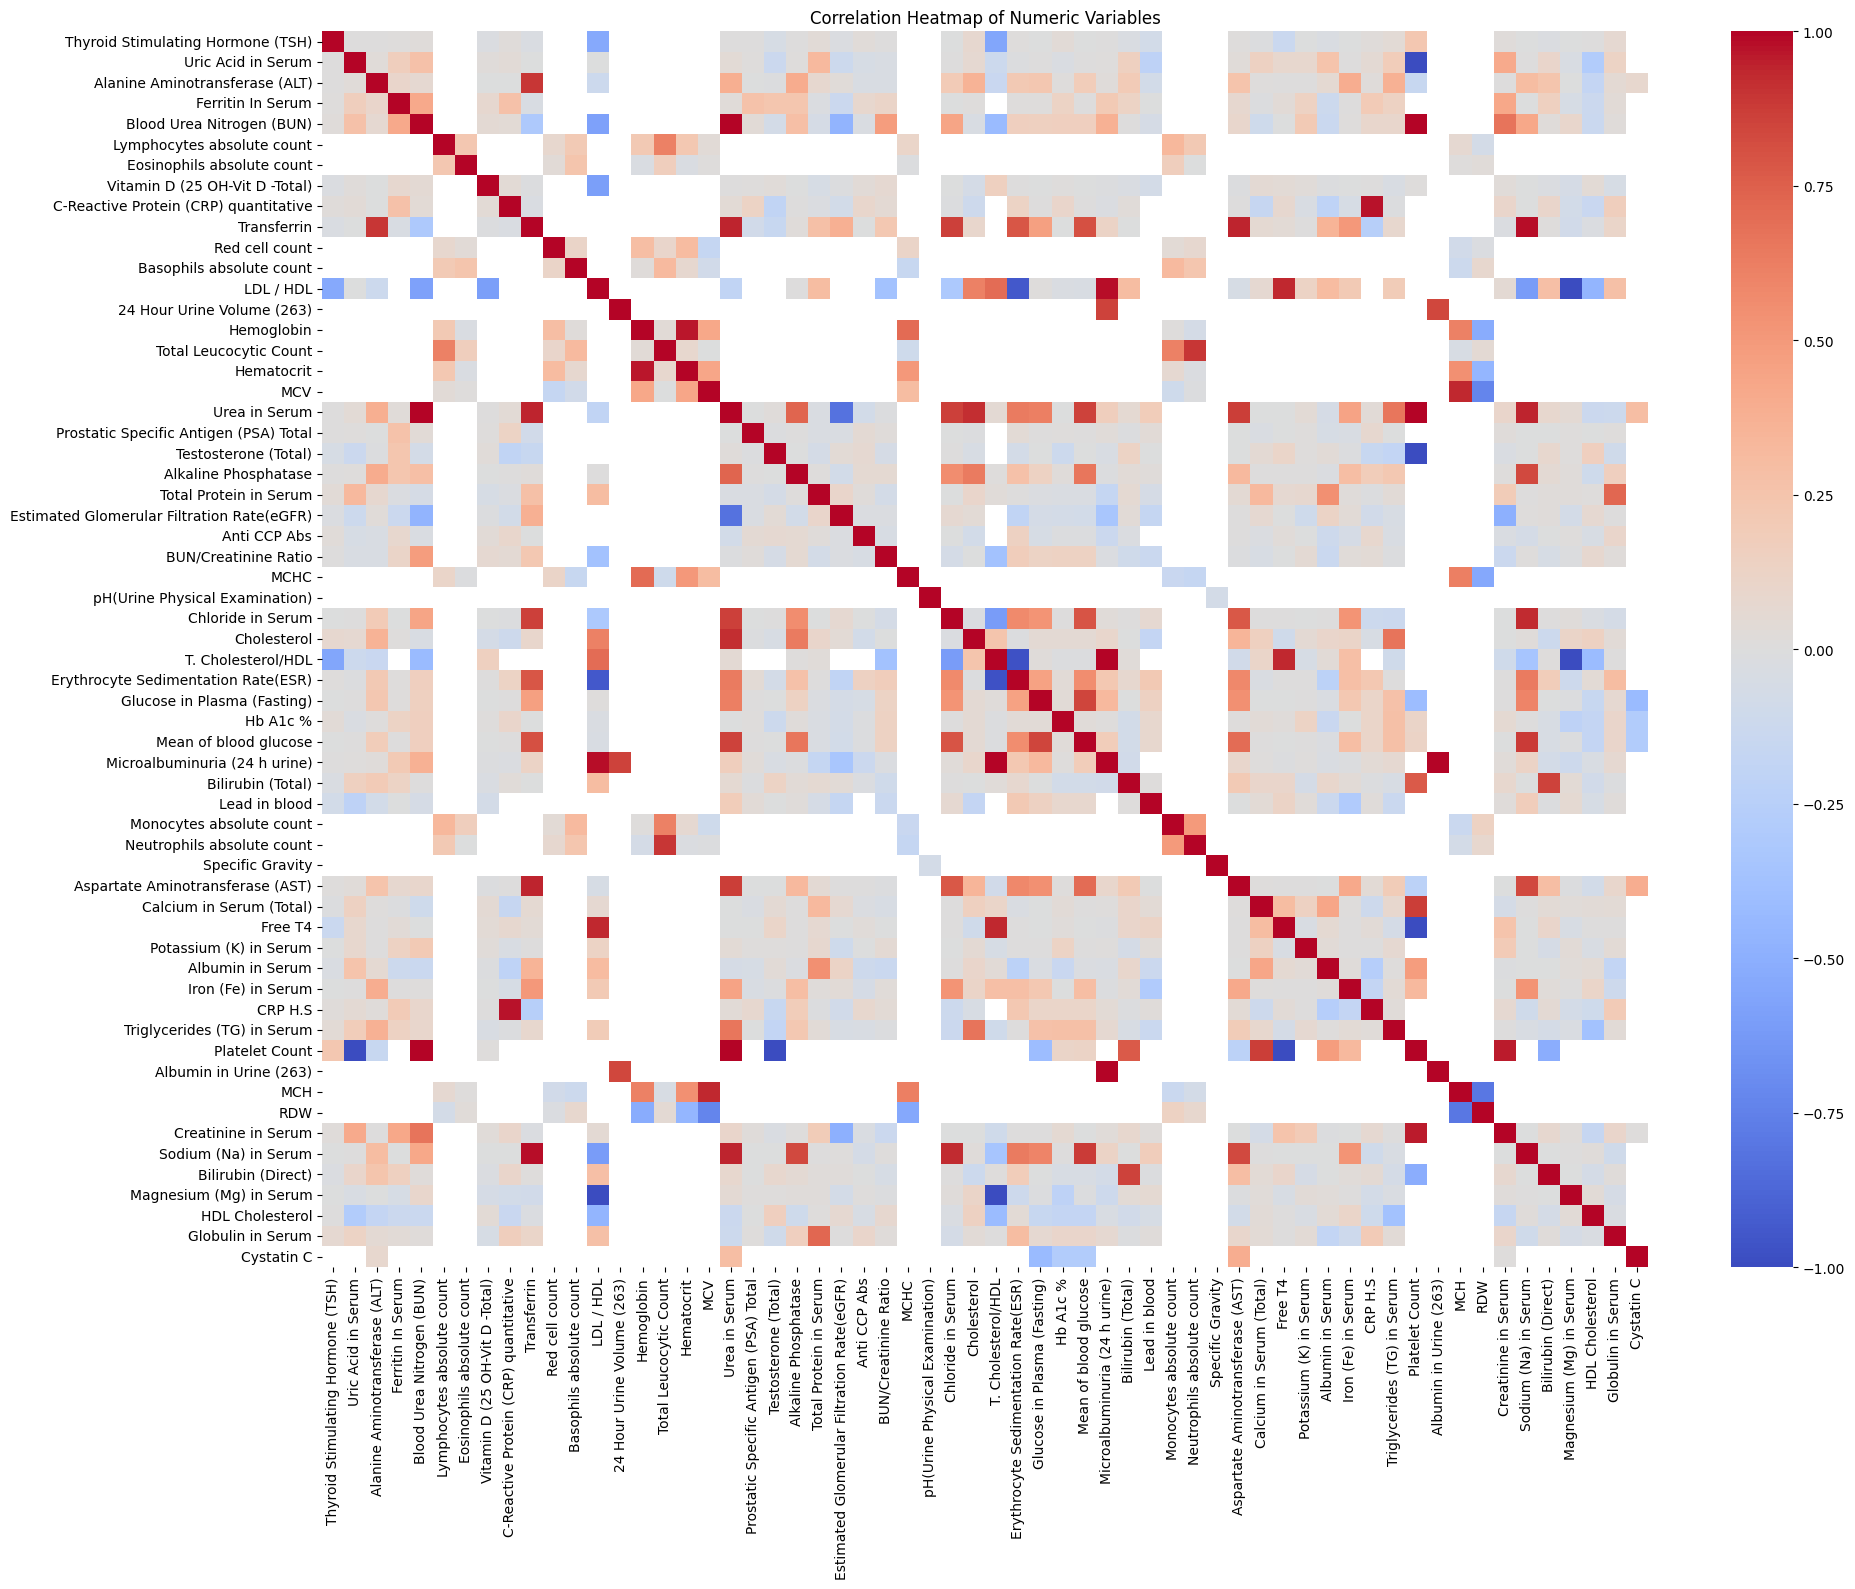 Correlation Heatmap of Numeric Variables
Thyroid Stimulating Hormone (TSH)
Uric Acid in Serum
Alanine Aminotransferase (ALT)
Ferritin In Serum
Blood Urea Nitrogen (BUN)
Lymphocytes absolute count
Eosinophils absolute count
Vitamin D (25 OH-Vit D -Total)
C-Reactive Protein (CRP) quantitative
Transferrin
Red cell count
Basophils absolute count
LDL / HDL
24 Hour Urine Volume (263)
Hemoglobin
Total Leucocytic Count
Hematocrit
MCV
Urea in Serum
Prostatic Specific Antigen (PSA) Total
Testosterone (Total)
Alkaline Phosphatase
Total Protein in Serum
Estimated Glomerular Filtration Rate(eGFR)
Anti CCP Abs
BUN/Creatinine Ratio
MCHC
pH(Urine Physical Examination)
Chloride in Serum
Cholesterol
T. Cholesterol/HDL
Erythrocyte Sedimentation Rate(ESR)
Glucose in Plasma (Fasting)
Hb A1c %
Mean of blood glucose
Microalbuminuria (24 h urine)
Bilirubin (Total)
Lead in blood
Monocytes absolute count
Neutrophils absolute count
Specific Gravity
Aspartate Aminotransferase (AST)
Calcium in Serum (Total)
Free T4
Potassium (K) in Serum
Albumin in Serum
Iron (Fe) in Serum
CRP H.S
Triglycerides (TG) in Serum
Platelet Count
Albumin in Urine (263)
MCH
RDW
Creatinine in Serum
Sodium (Na) in Serum
Bilirubin (Direct)
Magnesium (Mg) in Serum
HDL Cholesterol
Globulin in Serum
Cystatin C
Thyroid Stimulating Hormone (TSH)
Uric Acid in Serum
Alanine Aminotransferase (ALT)
Ferritin In Serum
Blood Urea Nitrogen (BUN)
Lymphocytes absolute count
Eosinophils absolute count
Vitamin D (25 OH-Vit D -Total)
C-Reactive Protein (CRP) quantitative
Transferrin
Red cell count
Basophils absolute count
LDL / HDL
24 Hour Urine Volume (263)
Hemoglobin
Total Leucocytic Count
Hematocrit
MCV
Urea in Serum
Prostatic Specific Antigen (PSA) Total
Testosterone (Total)
Alkaline Phosphatase
Total Protein in Serum
Estimated Glomerular Filtration Rate(eGFR)
Anti CCP Abs
BUN/Creatinine Ratio
MCHC
pH(Urine Physical Examination)
Chloride in Serum
Cholesterol
T. Cholesterol/HDL
Erythrocyte Sedimentation Rate(ESR)
Glucose in Plasma (Fasting)
Hb A1c %
Mean of blood glucose
Microalbuminuria (24 h urine)
Bilirubin (Total)
Lead in blood
Monocytes absolute count
Neutrophils absolute count
Specific Gravity
Aspartate Aminotransferase (AST)
Calcium in Serum (Total)
Free T4
Potassium (K) in Serum
Albumin in Serum
Iron (Fe) in Serum
CRP H.S
Triglycerides (TG) in Serum
Platelet Count
Albumin in Urine (263)
MCH
RDW
Creatinine in Serum
Sodium (Na) in Serum
Bilirubin (Direct)
Magnesium (Mg) in Serum
HDL Cholesterol
Globulin in Serum
Cystatin C
1.00
0.75
0.50
0.25
0.00
−0.25
−0.50
−0.75
−1.00